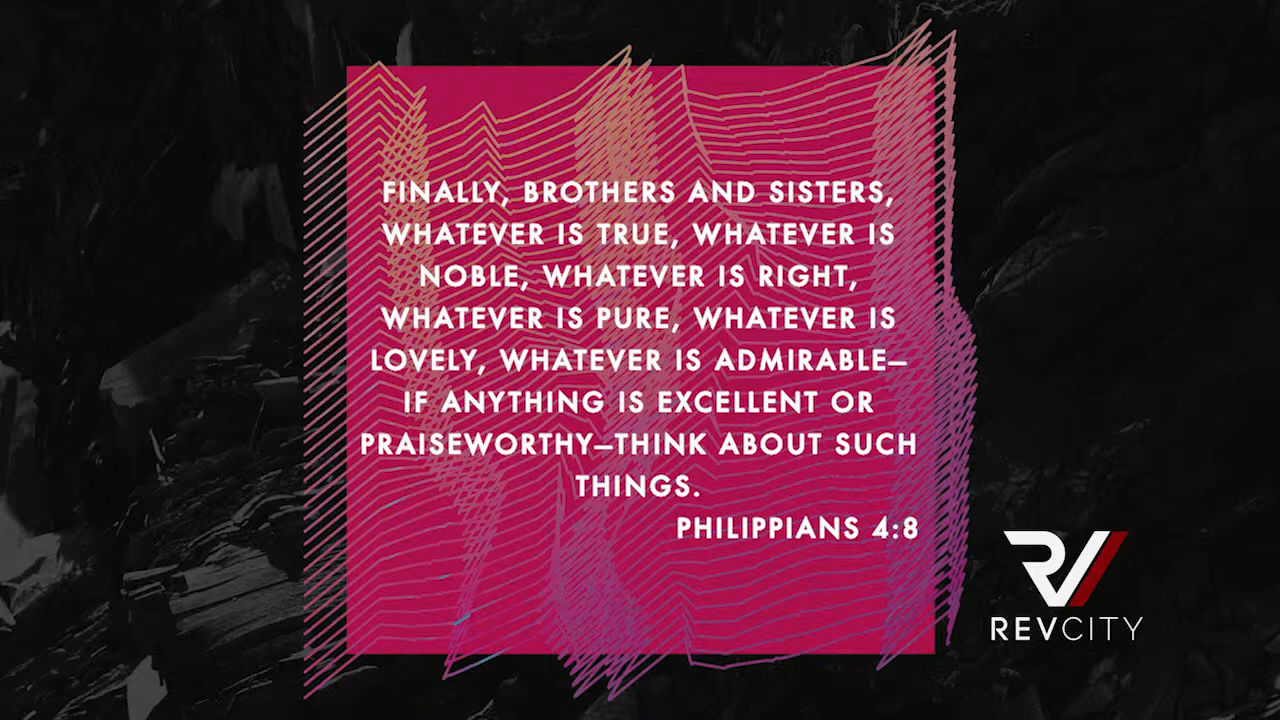 FINALLY, BROTHERS AND SISTERS,
WHATEVER IS TRUE, WHATEVER IS
NOBLE, WHATEVER IS RIGHT,
WHATEVER IS PURE, WHATEVER IS
LOVELY, WHATEVER IS ADMIRABLE—
IF ANYTHING IS EXCELLENT OR
PRAISEWORTHY—THINK ABOUT SUCH
THINGS.
PHILIPPIANS 4:8
RV
REVCITY